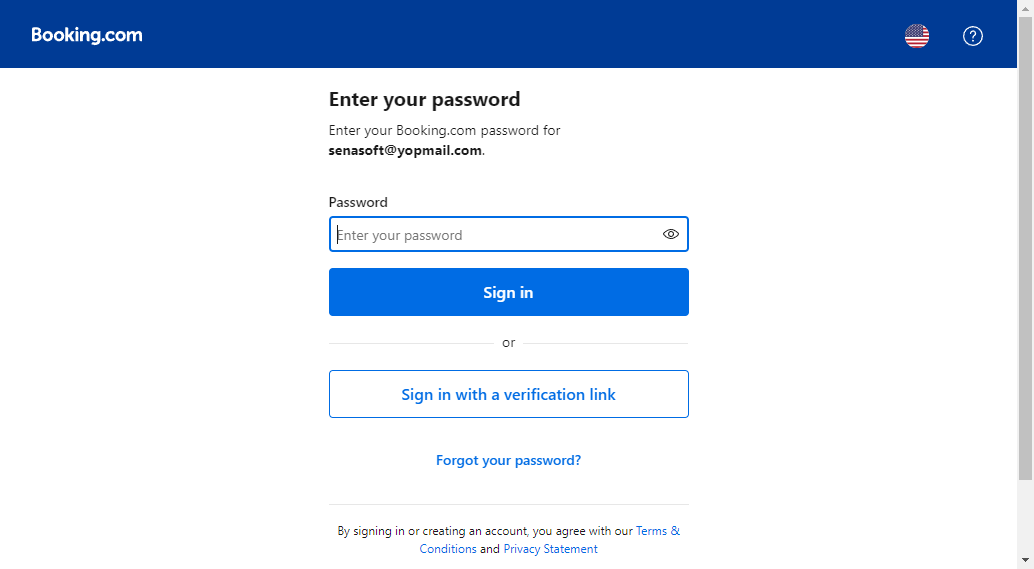 Booking.com
Enter your password
Enter your Booking.com password for
senasoft@yopmail.com.
Password
Enter your password
Sign in
or
Sign in with a verification link
Forgot your password?
By signing in or creating an account, you agree with our Terms &
Conditions and Privacy Statement